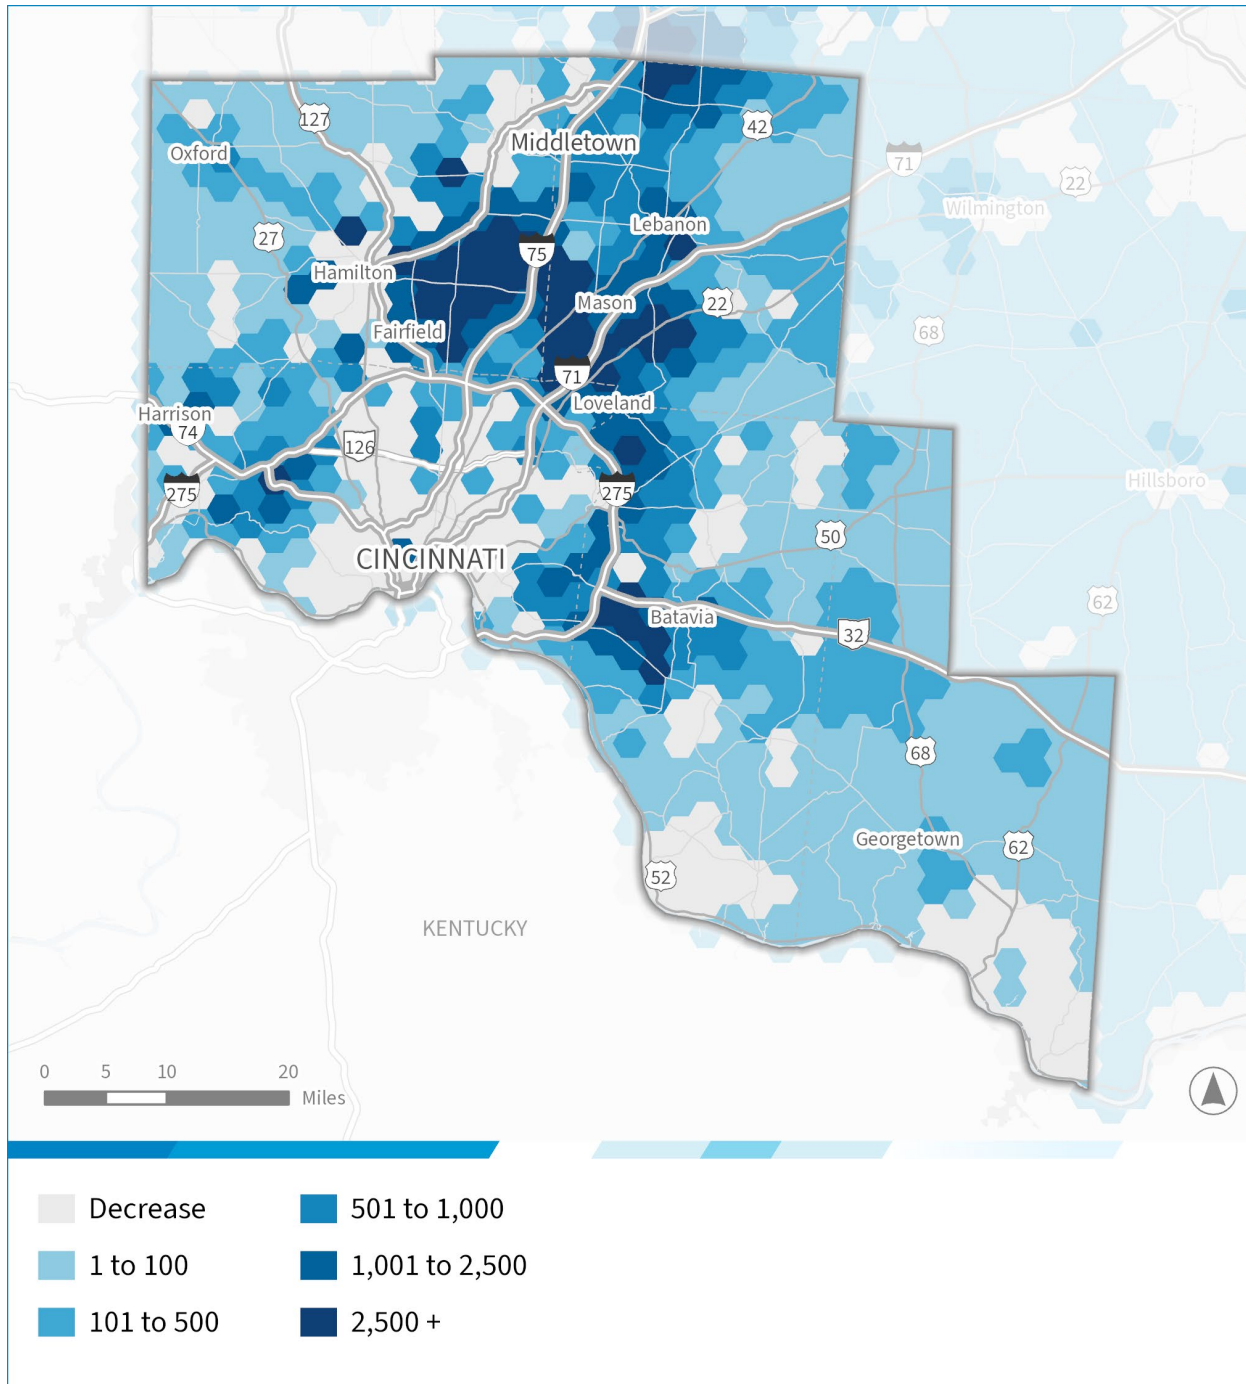 127
42
Middletown
Oxford
71
22
Wilmington
Lebanon
27
75
Hamilton
Mason
22
Fairfield
68
71
Loveland
Harrison
74
126
275
275
Hillsboro
50
CINCINNATI
62
Batavia
32
68
Georgetown
62
52
KENTUCKY
0 5 10 20
Miles
Decrease
1 to 100
101 to 500
501 to 1,000
1,001 to 2,500
2,500 +